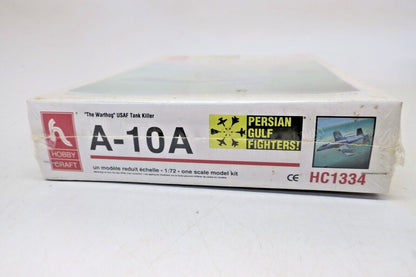 "The Warthog" USAF Tank Killer
A-10A
un modèle reduit échelle • 1:72 • one scale model kit
h
HOBBY
CRAFT
PERSIAN
GULF
FIGHTERS!
CE HC1334